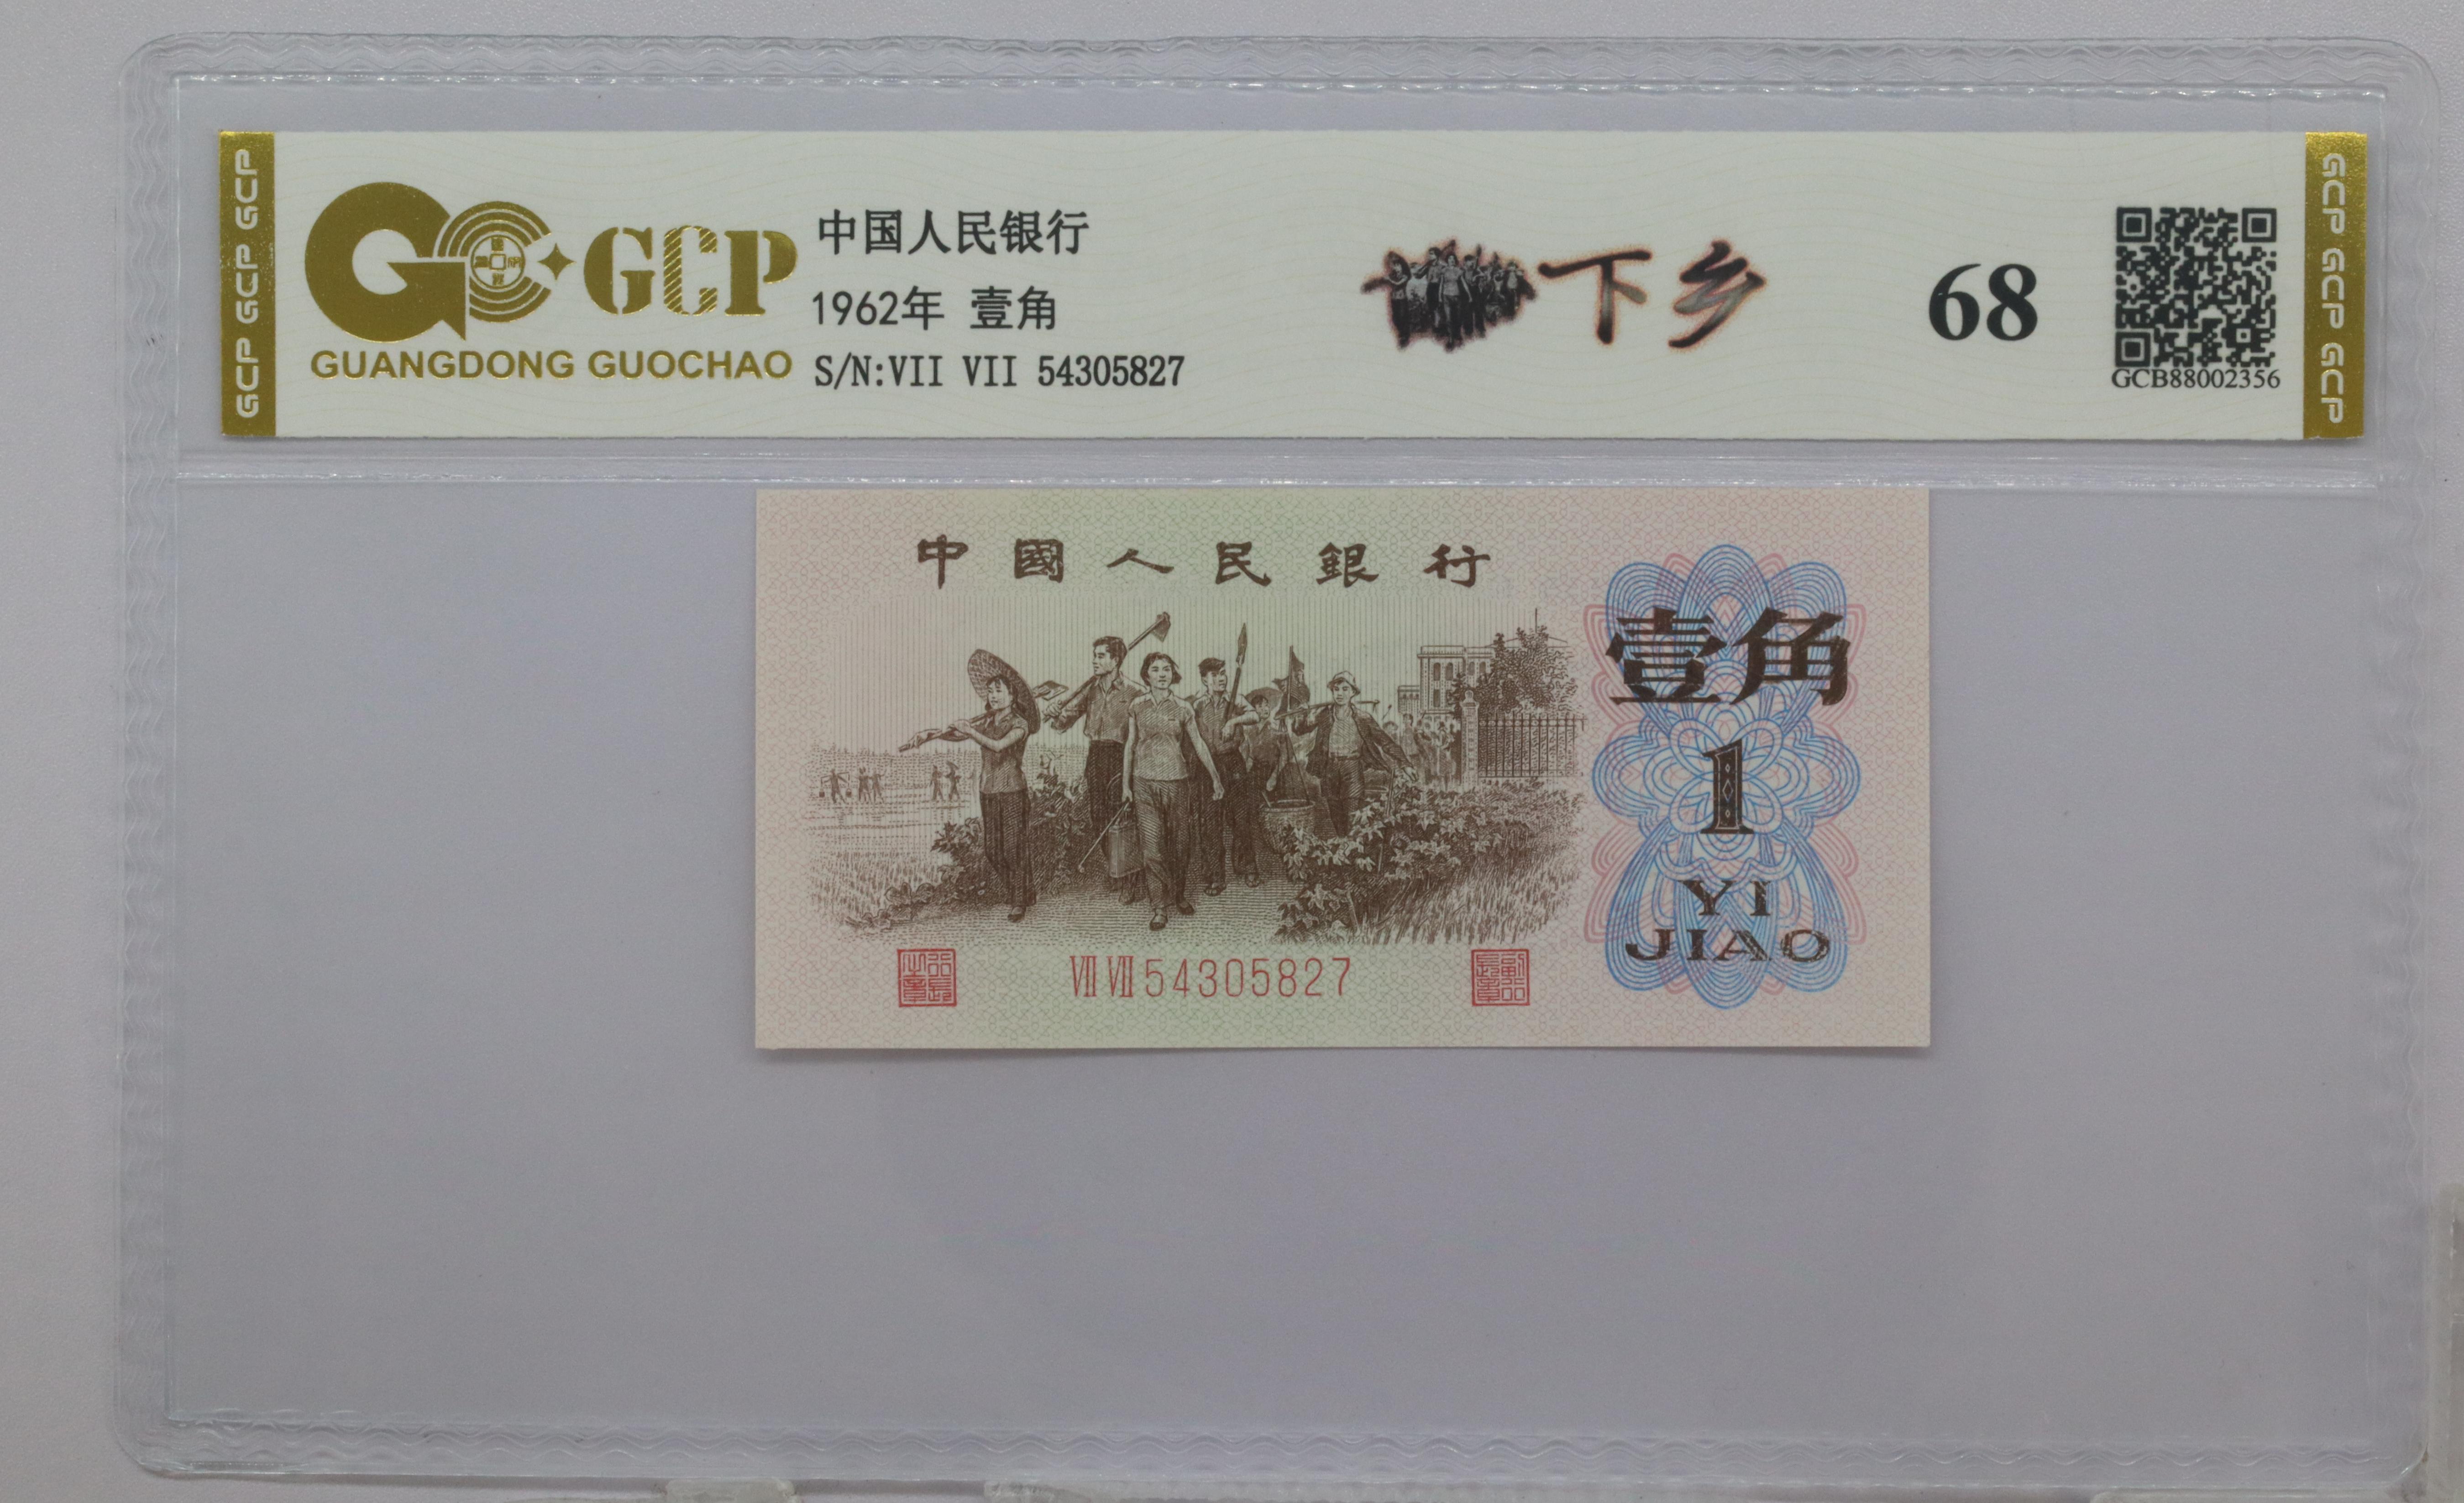 GCP GCP GCP
GCP
GUANGDONG GUOCHAO
中国人民银行
1962年 壹角
S/N:VII VII 54305827
下乡
68
GCB88002356
GCP GCP GCP
中國人民銀行
壹角
1
YI
JIAO
VII VII 54305827